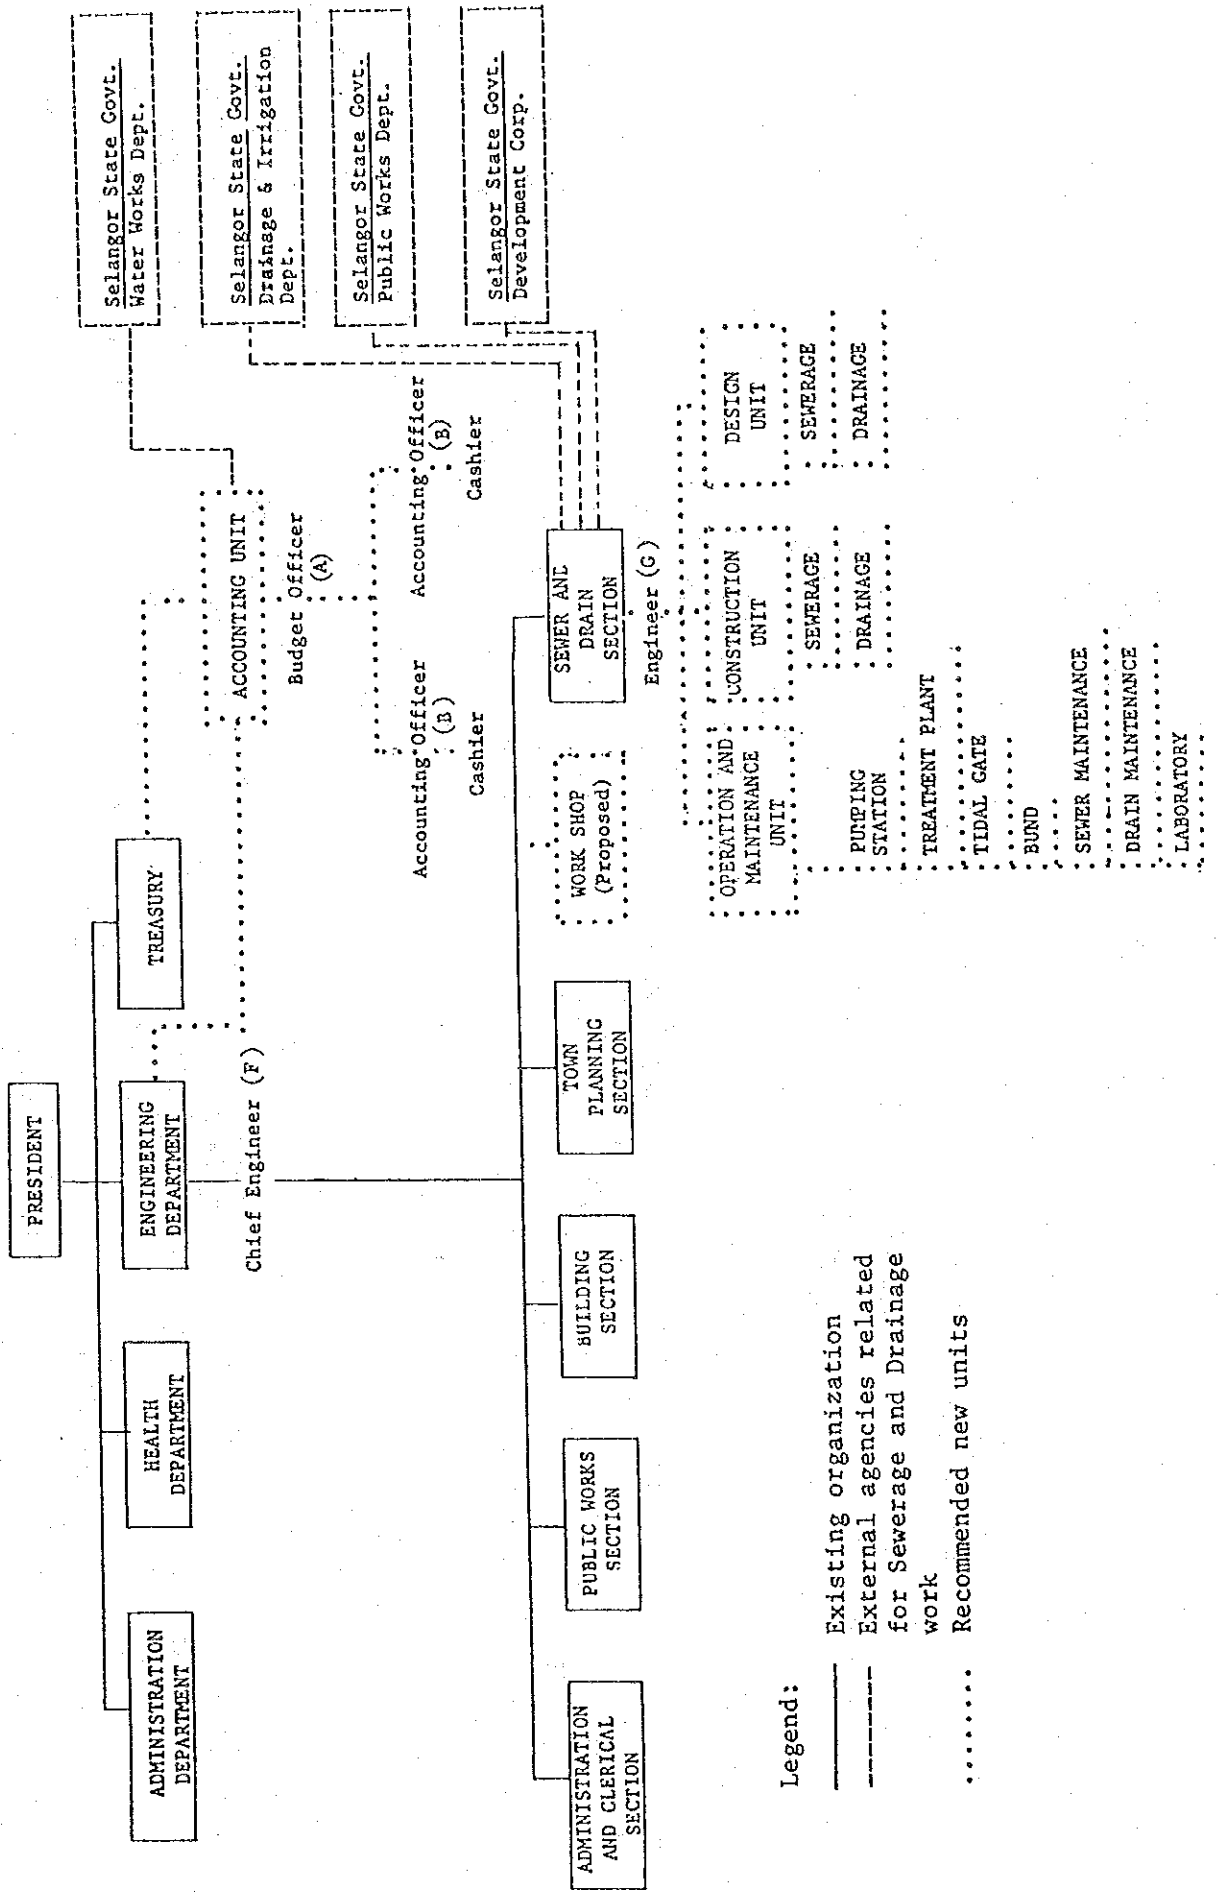 PRESIDENT
ADMINISTRATION
DEPARTMENT
HEALTH
DEPARTMENT
ENGINEERING
DEPARTMENT
TREASURY
Chief Engineer (F)
ACCOUNTING UNIT
Budget Officer
(A)
Accounting Officer
(B)
Cashier
Accounting Officer
(B)
Cashier
Selangor State Govt.
Water Works Dept.
Selangor State Govt.
Drainage & Irrigation
Dept.
Selangor State Govt.
Public Works Dept.
Selangor State Govt.
Development Corp.
ADMINISTRATION
AND CLERICAL
SECTION
PUBLIC WORKS
SECTION
BUILDING
SECTION
TOWN
PLANNING
SECTION
WORK SHOP
(Proposed)
SEWER AND
DRAIN
SECTION
Engineer (G)
OPERATION AND
MAINTENANCE
UNIT
PUMPING
STATION
TREATMENT PLANT
TIDAL GATE
BUND
SEWER MAINTENANCE
DRAIN MAINTENANCE
LABORATORY
CONSTRUCTION
UNIT
SEWERAGE
DRAINAGE
DESIGN
UNIT
SEWERAGE
DRAINAGE
Legend:
Existing organization
External agencies related
for Sewerage and Drainage
work
Recommended new units